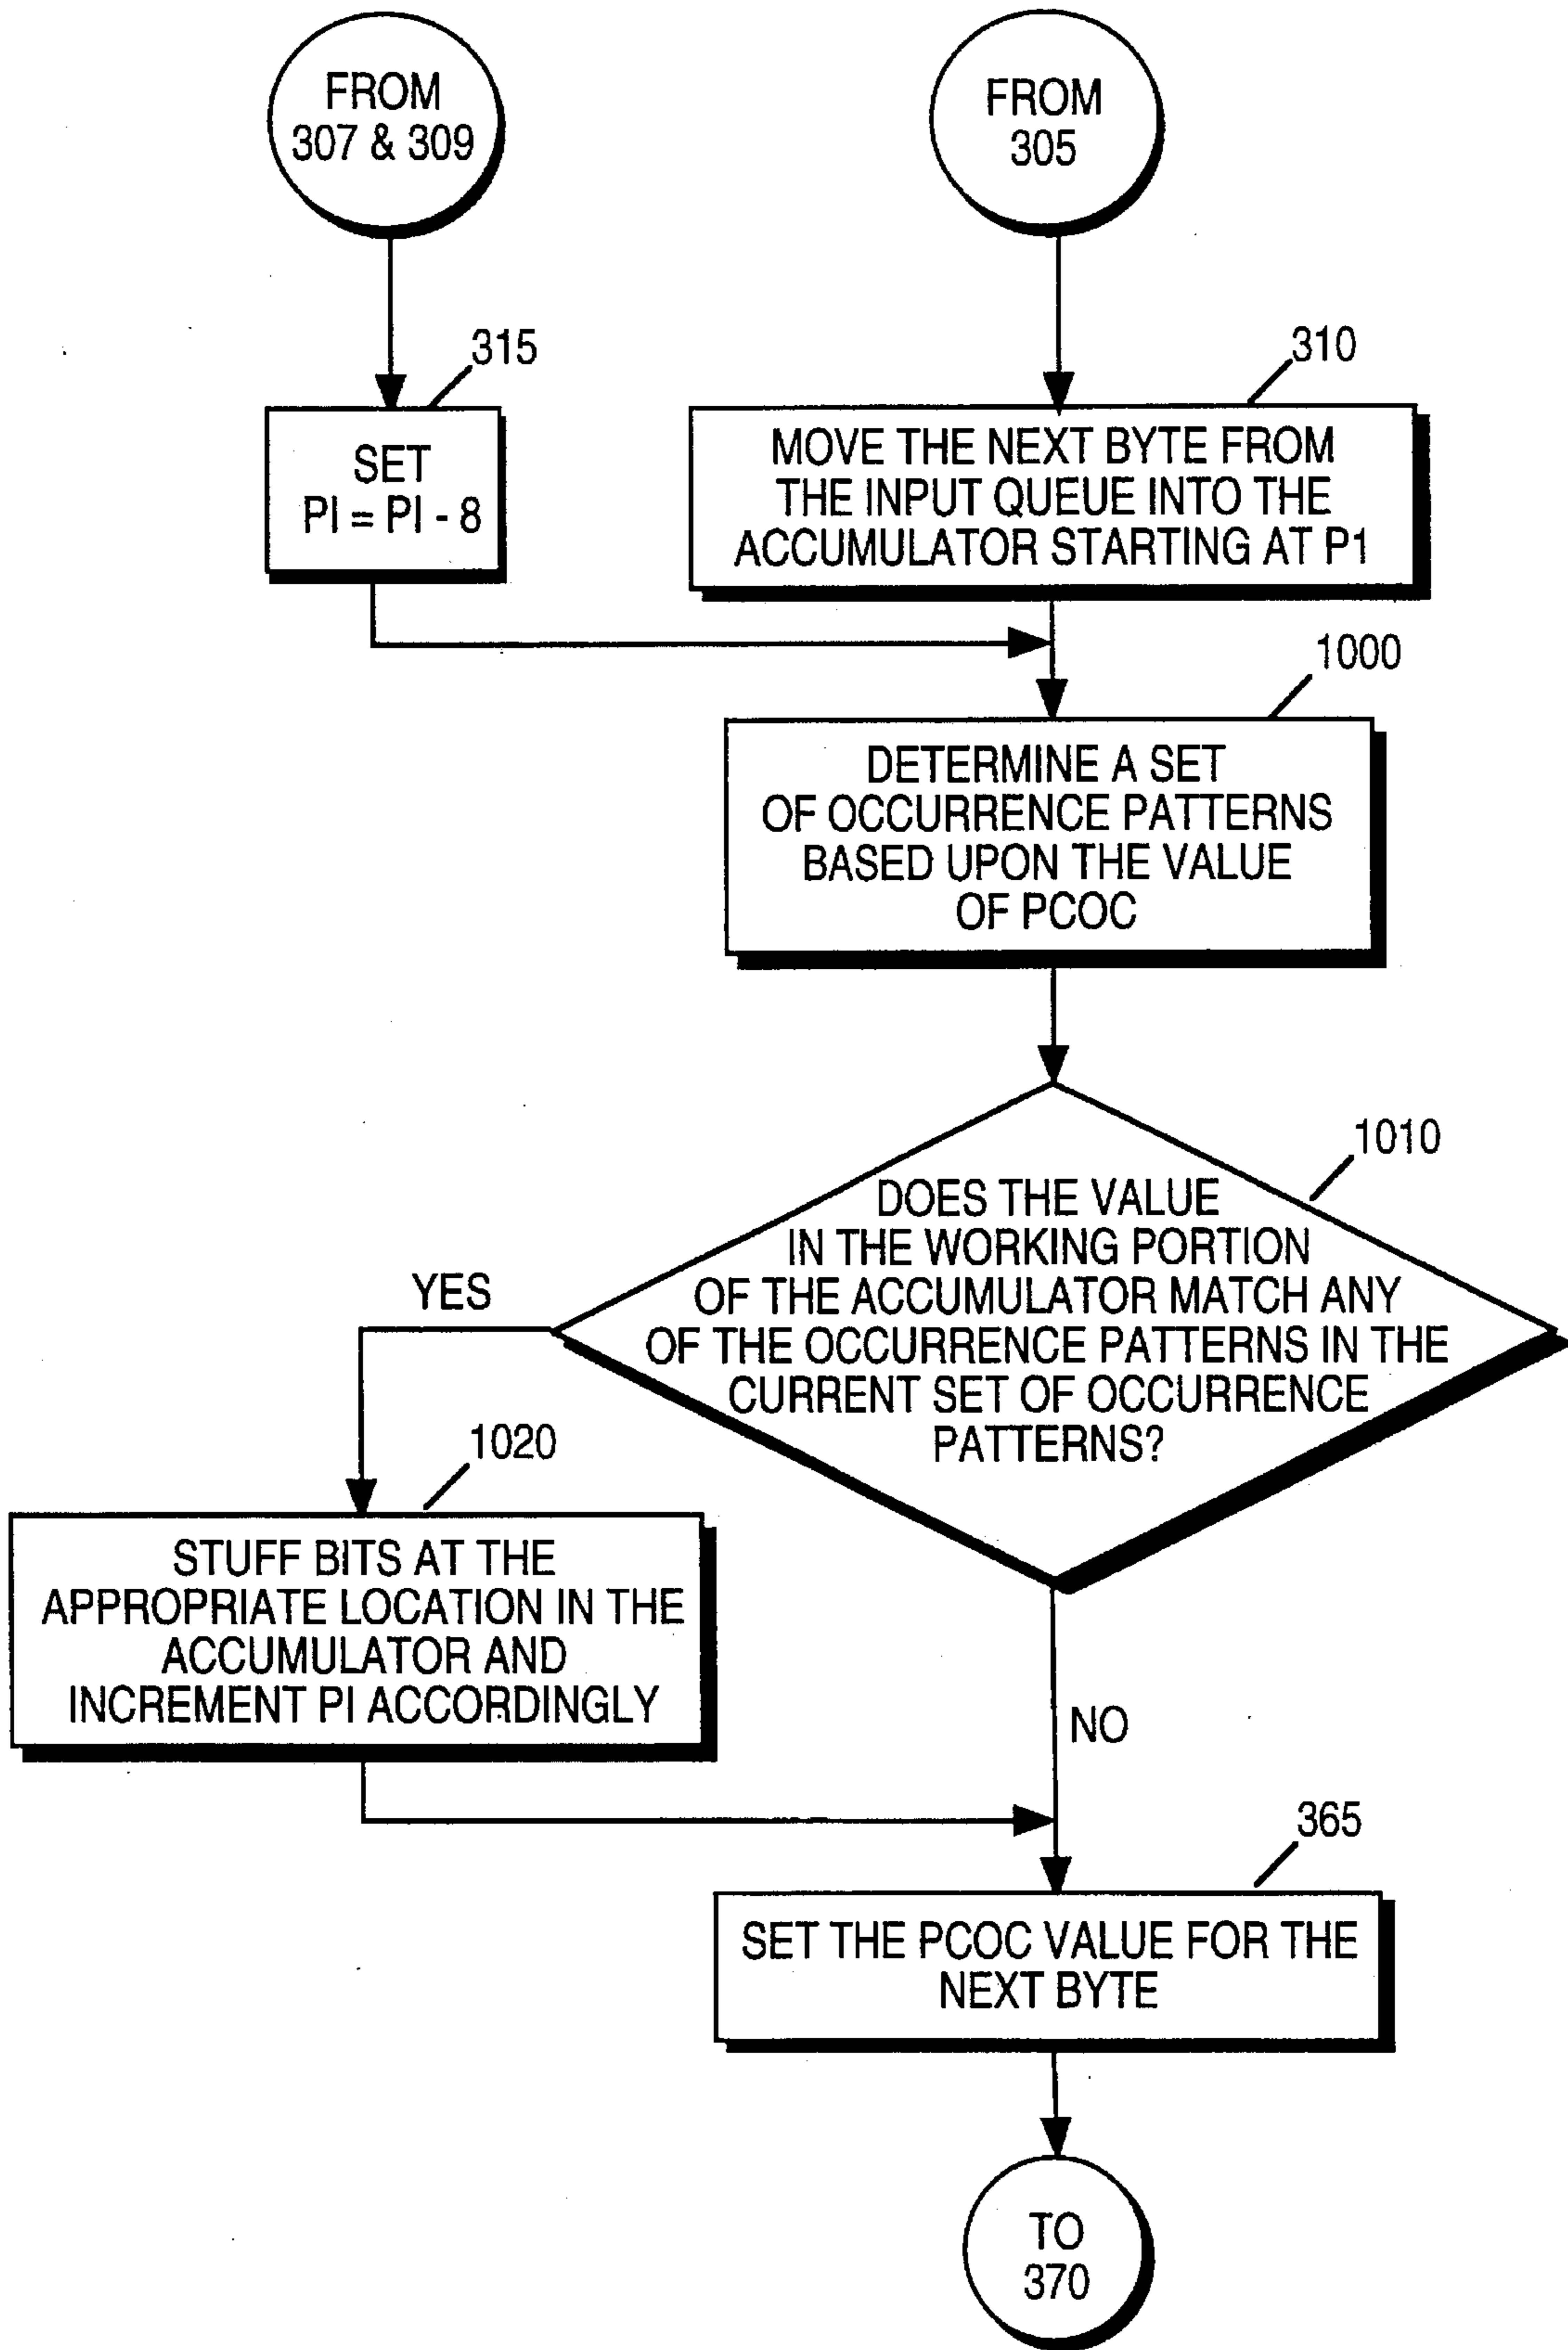 FROM
307 & 309
FROM
305
315
310
SET
PI = PI - 8
MOVE THE NEXT BYTE FROM
THE INPUT QUEUE INTO THE
ACCUMULATOR STARTING AT P1
1000
DETERMINE A SET
OF OCCURRENCE PATTERNS
BASED UPON THE VALUE
OF PCOC
1010
DOES THE VALUE
IN THE WORKING PORTION
OF THE ACCUMULATOR MATCH ANY
OF THE OCCURRENCE PATTERNS IN THE
CURRENT SET OF OCCURRENCE
PATTERNS?
YES
1020
STUFF BITS AT THE
APPROPRIATE LOCATION IN THE
ACCUMULATOR AND
INCREMENT PI ACCORDINGLY
NO
365
SET THE PCOC VALUE FOR THE
NEXT BYTE
TO
370